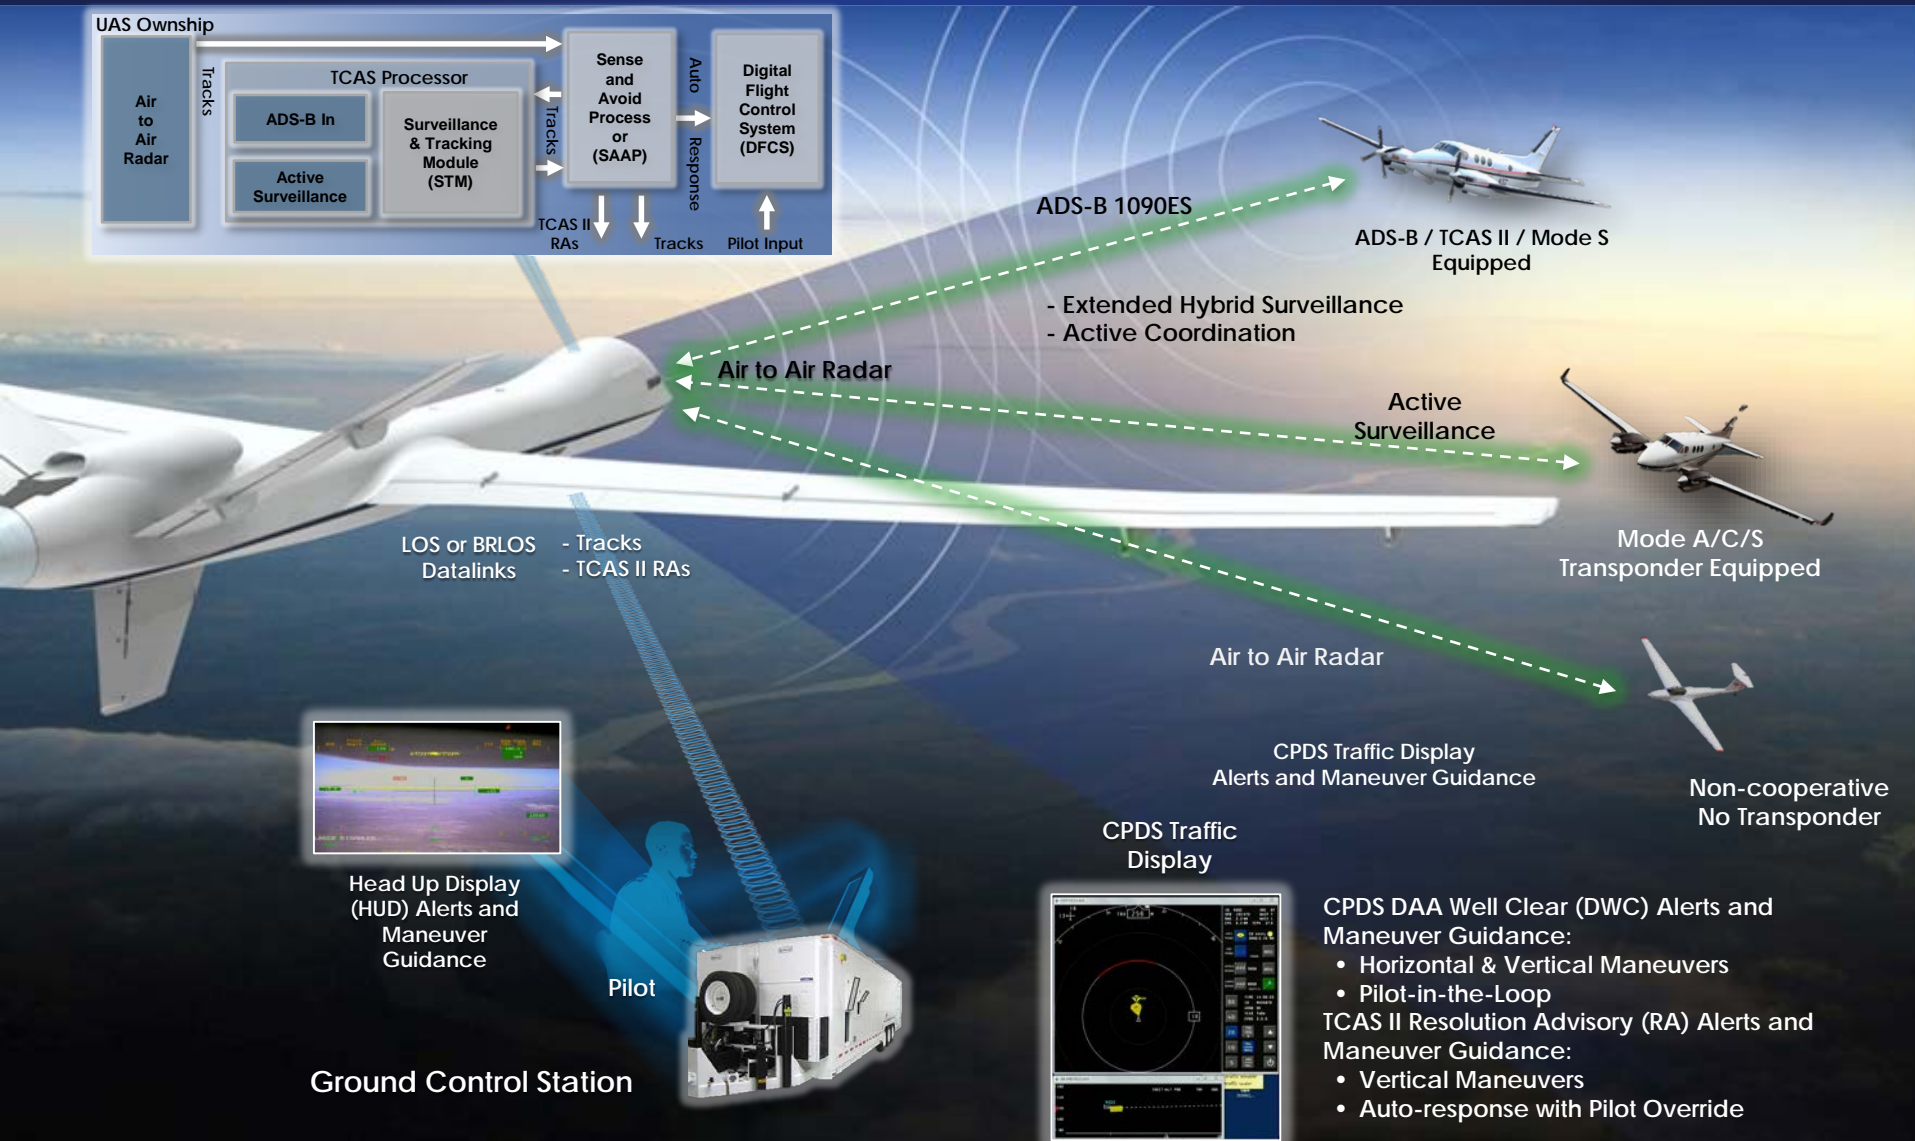 UAS Ownship
Air
to
Air
Radar
Tracks
TCAS Processor
ADS-B In
Active
Surveillance
Surveillance
& Tracking
Module
(STM)
Tracks
Sense
and
Avoid
Process
or
(SAAP)
Auto
Response
Digital
Flight
Control
System
(DFCS)
TCAS II
RAs
Tracks
Pilot Input
ADS-B 1090ES
ADS-B / TCAS II / Mode S
Equipped
- Extended Hybrid Surveillance
- Active Coordination
Air to Air Radar
Active
Surveillance
Mode A/C/S
Transponder Equipped
LOS or BRLOS
Datalinks
- Tracks
- TCAS II RAs
Air to Air Radar
CPDS Traffic Display
Alerts and Maneuver Guidance
Non-cooperative
No Transponder
CPDS Traffic
Display
Head Up Display
(HUD) Alerts and
Maneuver
Guidance
Pilot
Ground Control Station
CPDS DAA Well Clear (DWC) Alerts and
Maneuver Guidance:
• Horizontal & Vertical Maneuvers
• Pilot-in-the-Loop
TCAS II Resolution Advisory (RA) Alerts and
Maneuver Guidance:
• Vertical Maneuvers
• Auto-response with Pilot Override